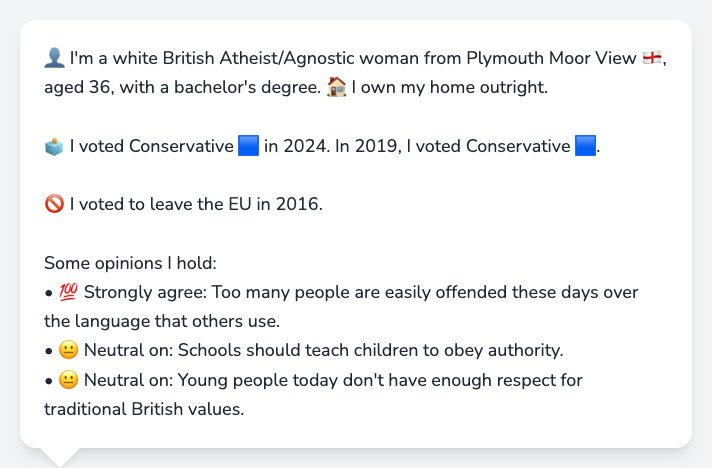 👤 I'm a white British Atheist/Agnostic woman from Plymouth Moor View 🏴󠁧󠁢󠁥󠁮󠁧󠁿,
aged 36, with a bachelor's degree. 🏠 I own my home outright.
🗳️ I voted Conservative 🟦 in 2024. In 2019, I voted Conservative 🟦.
🚫 I voted to leave the EU in 2016.
Some opinions I hold:
• 💯 Strongly agree: Too many people are easily offended these days over
the language that others use.
• 😐 Neutral on: Schools should teach children to obey authority.
• 😐 Neutral on: Young people today don't have enough respect for
traditional British values.